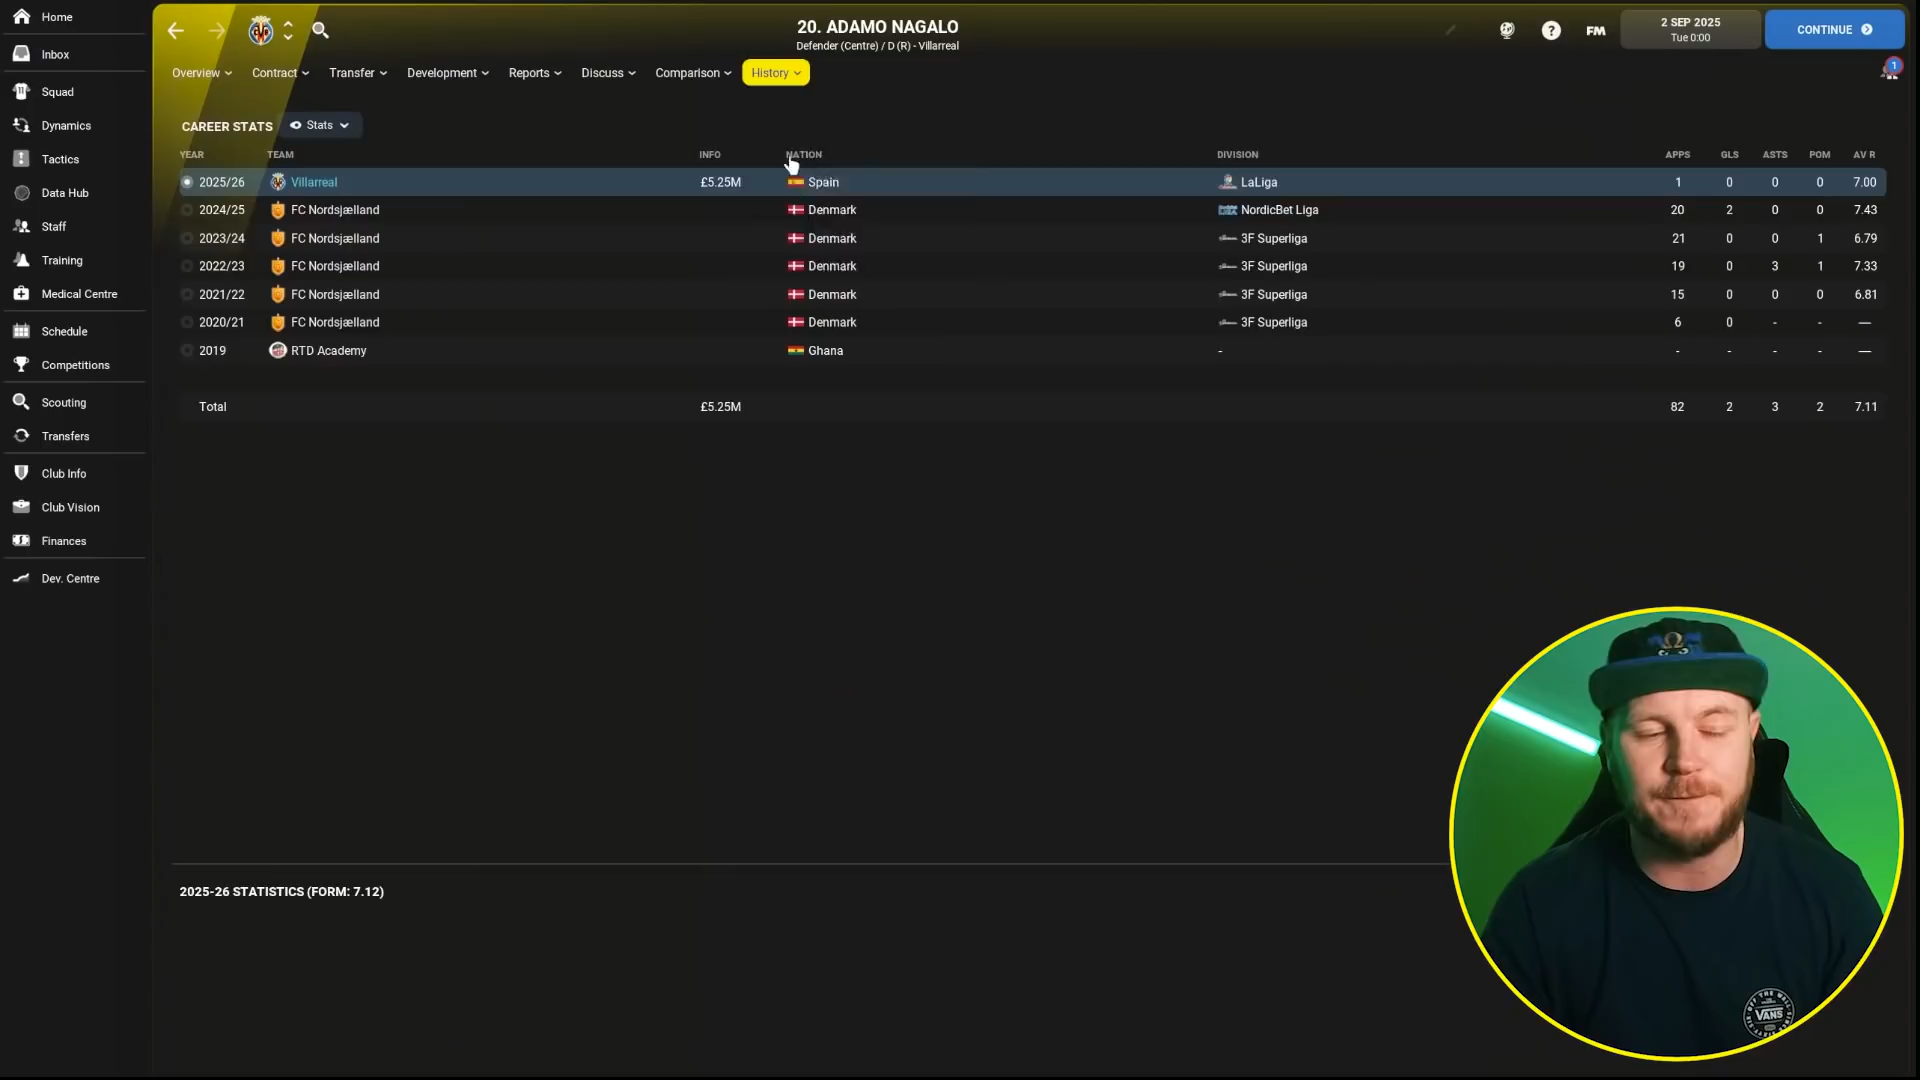 Home
Inbox
Squad
Dynamics
Tactics
Data Hub
Staff
Training
Medical Centre
Schedule
Competitions
Scouting
Transfers
Club Info
Club Vision
Finances
Dev. Centre
20. ADAMO NAGALO
Defender (Centre) / D (R) - Villarreal
? FM
2 SEP 2025
Tue 0:00
CONTINUE
1
Overview Contract Transfer Development Reports Discuss Comparison History
CAREER STATS Stats
YEAR TEAM INFO NATION DIVISION APPS GLS ASTS POM AV R
2025/26 Villarreal £5.25M Spain LaLiga 1 0 0 0 7.00
2024/25 FC Nordsjælland Denmark NordicBet Liga 20 2 0 0 7.43
2023/24 FC Nordsjælland Denmark 3F Superliga 21 0 0 1 6.79
2022/23 FC Nordsjælland Denmark 3F Superliga 19 0 3 1 7.33
2021/22 FC Nordsjælland Denmark 3F Superliga 15 0 0 0 6.81
2020/21 FC Nordsjælland Denmark 3F Superliga 6 0 - - —
2019 RTD Academy Ghana - - - - - —
Total £5.25M 82 2 3 2 7.11
2025-26 STATISTICS (FORM: 7.12)
OFF THE WALL
VANS